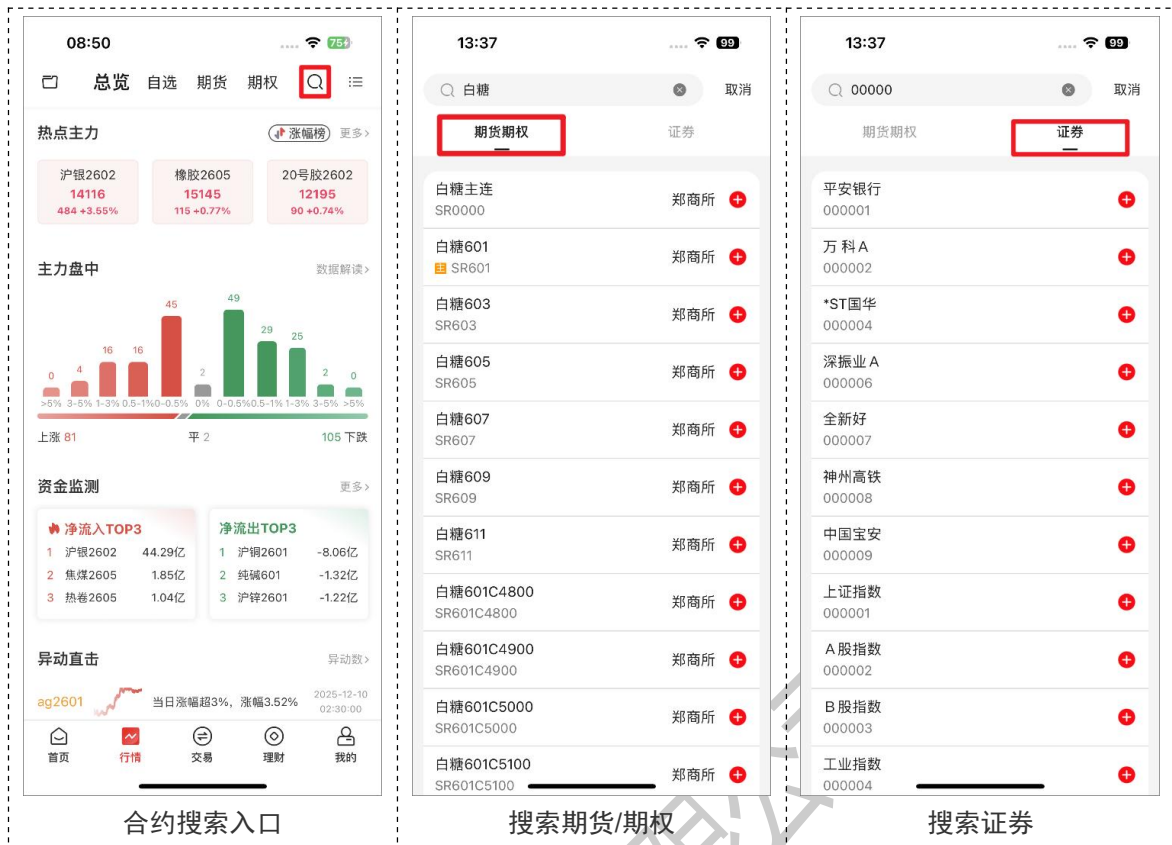 08:50
75
总览 自选 期货 期权
热点主力 涨幅榜 更多>
沪银2602 橡胶2605 20号胶2602
14116 15145 12195
484 +3.55% 115 +0.77% 90 +0.74%
主力盘中 数据解读>
0 4 16 16 45 2 49 29 25 2 0
>5% 3-5% 1-3% 0.5-1% 0-0.5% 0% 0-0.5% 0.5-1% 1-3% 3-5% >5%
上涨 81 平 2 105 下跌
资金监测 更多>
净流入TOP3 净流出TOP3
1 沪银2602 44.29亿 1 沪铜2601 -8.06亿
2 焦煤2605 1.85亿 2 纯碱601 -1.32亿
3 热卷2605 1.04亿 3 沪锌2601 -1.22亿
异动直击 异动数>
ag2601 当日涨幅超3%，涨幅3.52% 2025-12-10
02:30:00
首页 行情 交易 理财 我的
合约搜索入口
13:37
99
白糖 取消
期货期权 证券
白糖主连
SR0000
郑商所
白糖601
主 SR601
郑商所
白糖603
SR603
郑商所
白糖605
SR605
郑商所
白糖607
SR607
郑商所
白糖609
SR609
郑商所
白糖611
SR611
郑商所
白糖601C4800
SR601C4800
郑商所
白糖601C4900
SR601C4900
郑商所
白糖601C5000
SR601C5000
郑商所
白糖601C5100
SR601C5100
郑商所
搜索期货/期权
13:37
99
00000 取消
期货期权 证券
平安银行
000001
万 科Ａ
000002
*ST国华
000004
深振业Ａ
000006
全新好
000007
神州高铁
000008
中国宝安
000009
上证指数
000001
Ａ股指数
000002
Ｂ股指数
000003
工业指数
000004
搜索证券